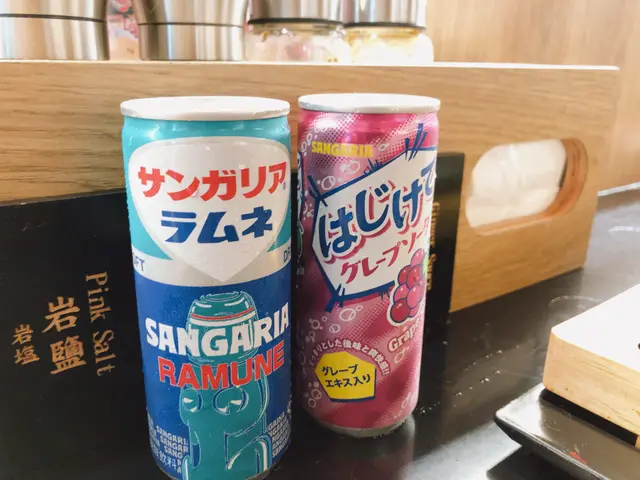 サンガリア
ラムネ
SANGARIA
RAMUNE
SANGARIA
はじけて
グレープソーダ
Grape
グレープ
エキス入り
Pink Salt
岩鹽
岩塩